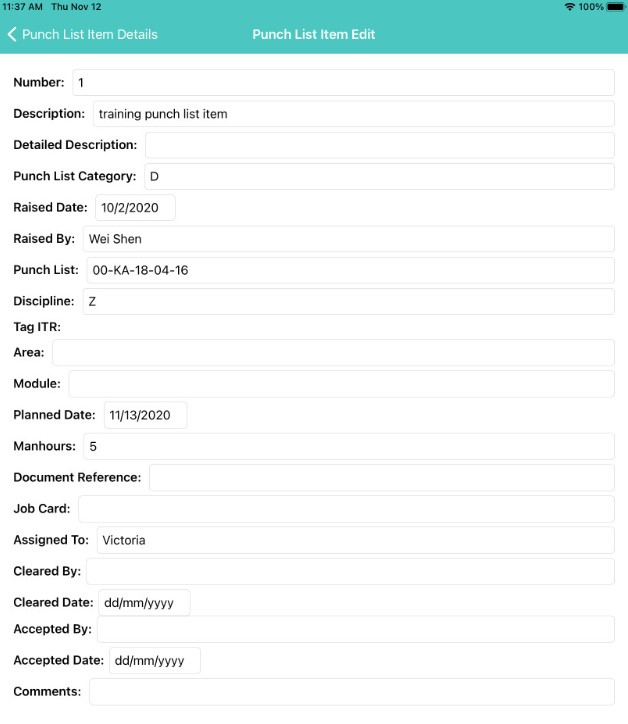 11:37 AM Thu Nov 12 100%
Punch List Item Details Punch List Item Edit
Number: 1
Description: training punch list item
Detailed Description:
Punch List Category: D
Raised Date: 10/2/2020
Raised By: Wei Shen
Punch List: 00-KA-18-04-16
Discipline: Z
Tag ITR:
Area:
Module:
Planned Date: 11/13/2020
Manhours: 5
Document Reference:
Job Card:
Assigned To: Victoria
Cleared By:
Cleared Date: dd/mm/yyyy
Accepted By:
Accepted Date: dd/mm/yyyy
Comments: